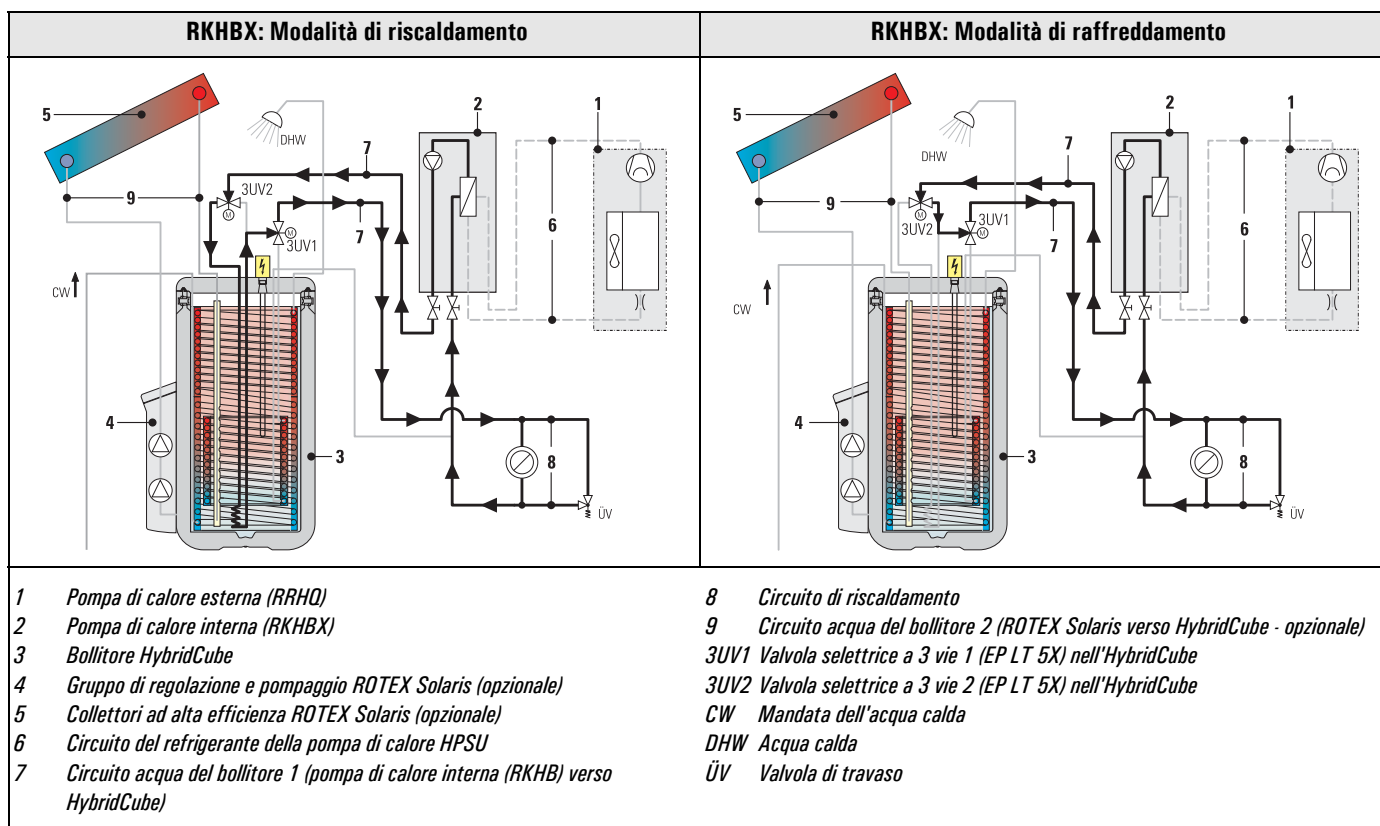 RKHBX: Modalità di riscaldamento
RKHBX: Modalità di raffreddamento
5
2
1
DHW
7
3UV2
M
9
M
3UV1
7
6
CW
4
3
8
ÜV
5
2
1
DHW
7
3UV1
M
9
M
3UV2
7
6
CW
4
3
8
ÜV
1 Pompa di calore esterna (RRHQ)
2 Pompa di calore interna (RKHBX)
3 Bollitore HybridCube
4 Gruppo di regolazione e pompaggio ROTEX Solaris (opzionale)
5 Collettori ad alta efficienza ROTEX Solaris (opzionale)
6 Circuito del refrigerante della pompa di calore HPSU
7 Circuito acqua del bollitore 1 (pompa di calore interna (RKHB) verso
HybridCube)
8 Circuito di riscaldamento
9 Circuito acqua del bollitore 2 (ROTEX Solaris verso HybridCube - opzionale)
3UV1 Valvola selettrice a 3 vie 1 (EP LT 5X) nell'HybridCube
3UV2 Valvola selettrice a 3 vie 2 (EP LT 5X) nell'HybridCube
CW Mandata dell'acqua calda
DHW Acqua calda
ÜV Valvola di travaso